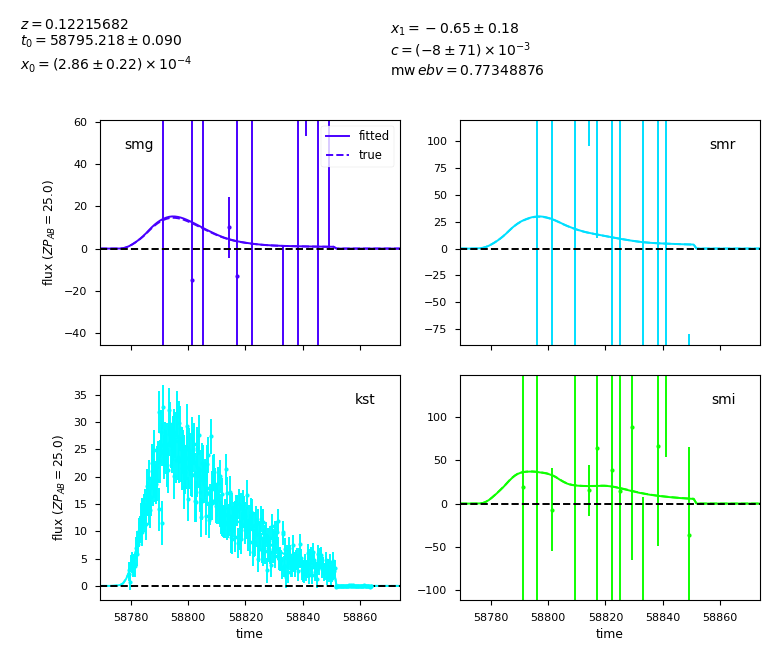 z = 0.12215682
t0 = 58795.218 ± 0.090
x0 = (2.86 ± 0.22) × 10^−4
x1 = −0.65 ± 0.18
c = (−8 ± 71) × 10^−3
mw ebv = 0.77348876
60
40
20
0
−20
−40
flux (ZP_AB = 25.0)
smg
fitted
true
100
75
50
25
0
−25
−50
−75
smr
35
30
25
20
15
10
5
0
flux (ZP_AB = 25.0)
kst
58780 58800 58820 58840 58860
time
100
50
0
−50
−100
smi
58780 58800 58820 58840 58860
time